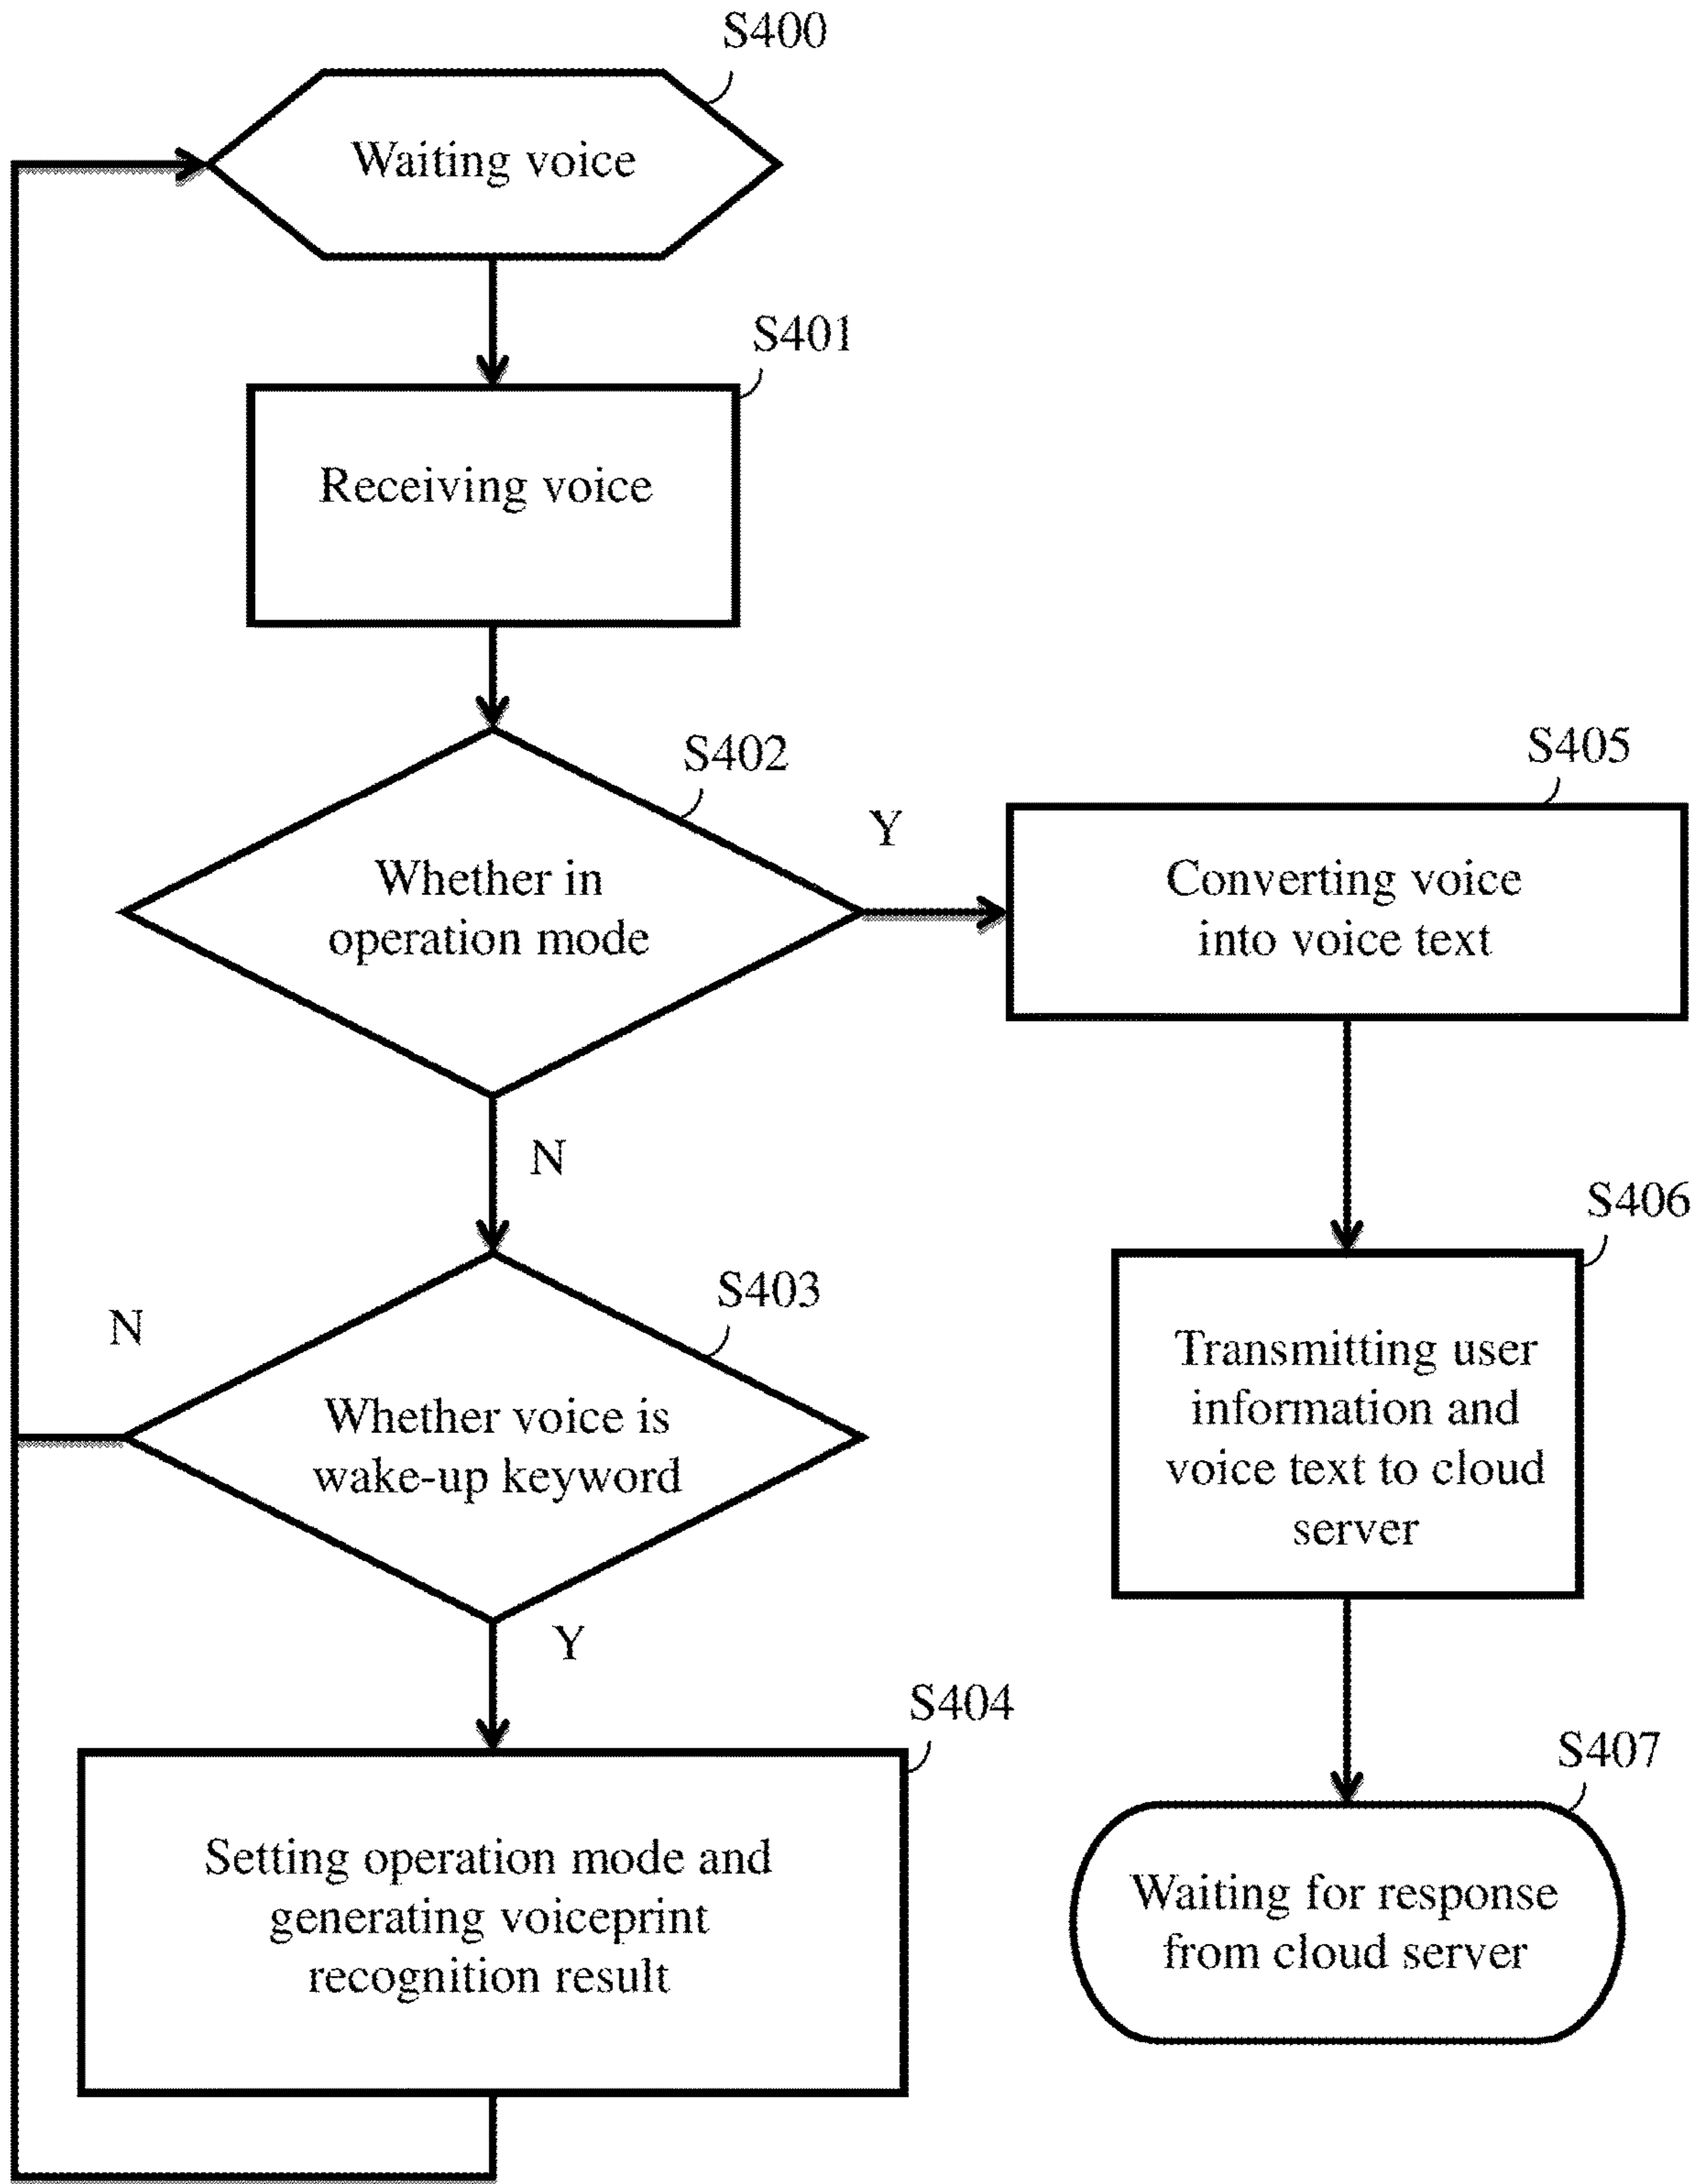 S400
Waiting voice
S401
Receiving voice
S402
Whether in
operation mode
Y
S405
Converting voice
into voice text
N
S403
N
Whether voice is
wake-up keyword
Y
S406
Transmitting user
information and
voice text to cloud
server
S404
Setting operation mode and
generating voiceprint
recognition result
S407
Waiting for response
from cloud server